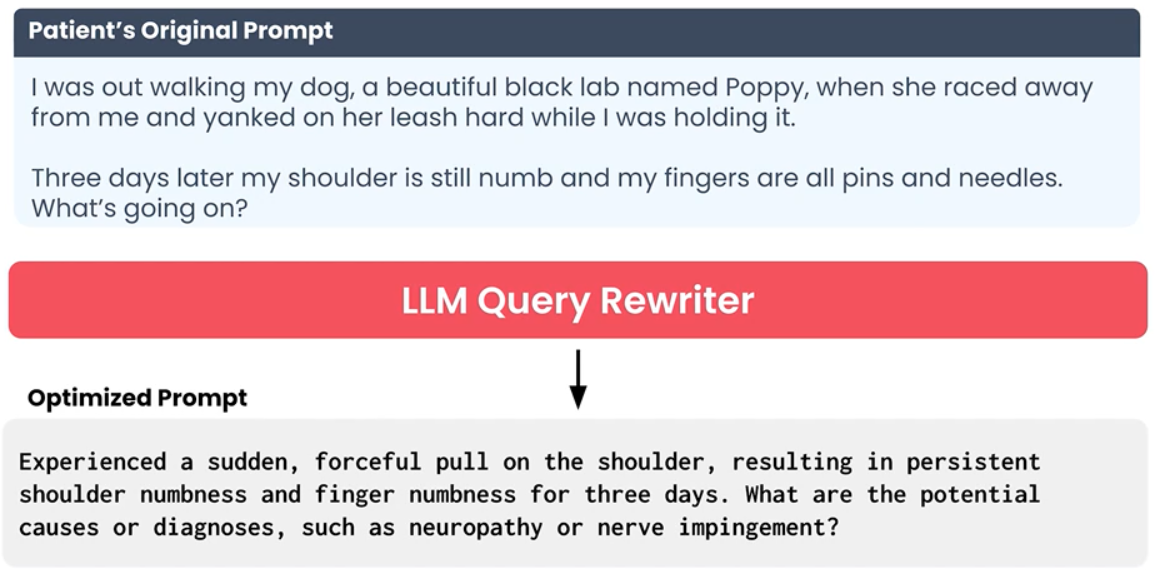 Patient’s Original Prompt
I was out walking my dog, a beautiful black lab named Poppy, when she raced away
from me and yanked on her leash hard while I was holding it.
Three days later my shoulder is still numb and my fingers are all pins and needles.
What’s going on?
LLM Query Rewriter
Optimized Prompt
Experienced a sudden, forceful pull on the shoulder, resulting in persistent
shoulder numbness and finger numbness for three days. What are the potential
causes or diagnoses, such as neuropathy or nerve impingement?